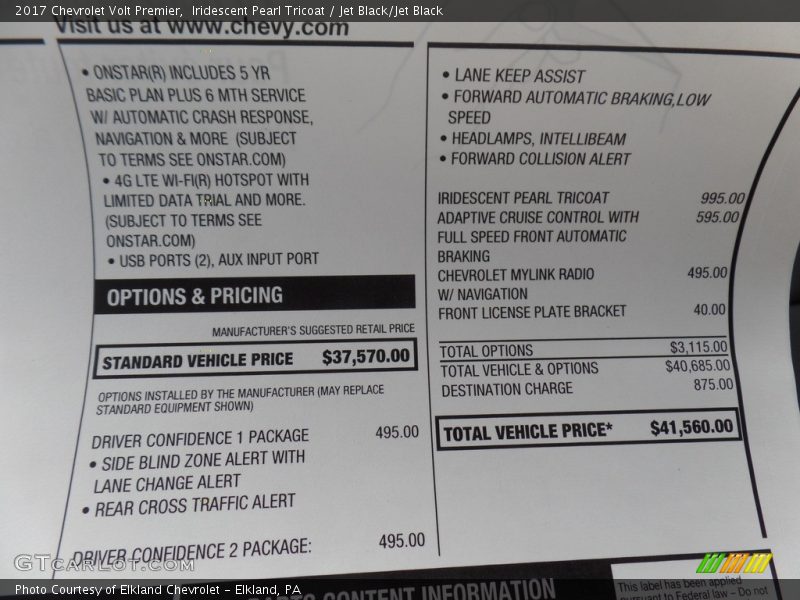 2017 Chevrolet Volt Premier,  Iridescent Pearl Tricoat / Jet Black/Jet Black
Visit us at www.chevy.com
• ONSTAR(R) INCLUDES 5 YR
BASIC PLAN PLUS 6 MTH SERVICE
W/ AUTOMATIC CRASH RESPONSE,
NAVIGATION & MORE (SUBJECT
TO TERMS SEE ONSTAR.COM)
• 4G LTE WI-FI(R) HOTSPOT WITH
LIMITED DATA TRIAL AND MORE.
(SUBJECT TO TERMS SEE
ONSTAR.COM)
• USB PORTS (2), AUX INPUT PORT
OPTIONS & PRICING
MANUFACTURER'S SUGGESTED RETAIL PRICE
STANDARD VEHICLE PRICE $37,570.00
OPTIONS INSTALLED BY THE MANUFACTURER (MAY REPLACE
STANDARD EQUIPMENT SHOWN)
DRIVER CONFIDENCE 1 PACKAGE 495.00
• SIDE BLIND ZONE ALERT WITH
LANE CHANGE ALERT
• REAR CROSS TRAFFIC ALERT
DRIVER CONFIDENCE 2 PACKAGE: 495.00
• LANE KEEP ASSIST
• FORWARD AUTOMATIC BRAKING,LOW
SPEED
• HEADLAMPS, INTELLIBEAM
• FORWARD COLLISION ALERT
IRIDESCENT PEARL TRICOAT 995.00
ADAPTIVE CRUISE CONTROL WITH 595.00
FULL SPEED FRONT AUTOMATIC
BRAKING
CHEVROLET MYLINK RADIO 495.00
W/ NAVIGATION
FRONT LICENSE PLATE BRACKET 40.00
TOTAL OPTIONS $3,115.00
TOTAL VEHICLE & OPTIONS $40,685.00
DESTINATION CHARGE 875.00
TOTAL VEHICLE PRICE* $41,560.00
GTcarlot.com
PARTS CONTENT INFORMATION
This label has been applied
pursuant to Federal law - Do not
Photo Courtesy of Elkland Chevrolet - Elkland, PA